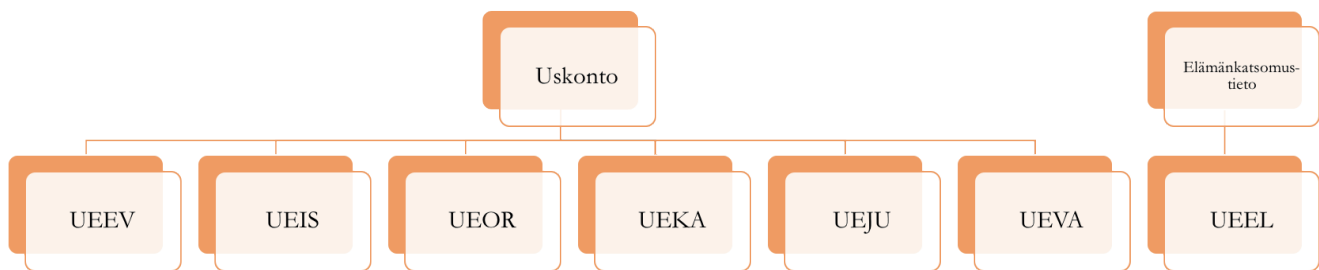 Uskonto
Elämänkatsomus-
tieto
UEEV
UEIS
UEOR
UEKA
UEJU
UEVA
UEEL